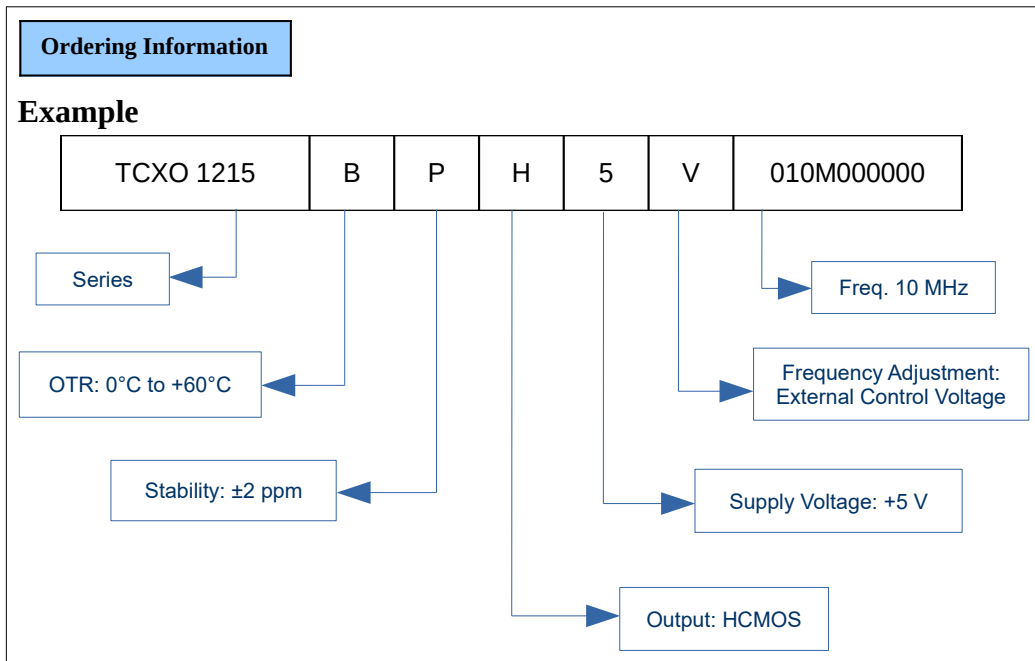 Ordering Information
Example
TCXO 1215 B P H 5 V 010M000000
Series
Freq. 10 MHz
OTR: 0°C to +60°C
Frequency Adjustment:
External Control Voltage
Stability: ±2 ppm
Supply Voltage: +5 V
Output: HCMOS